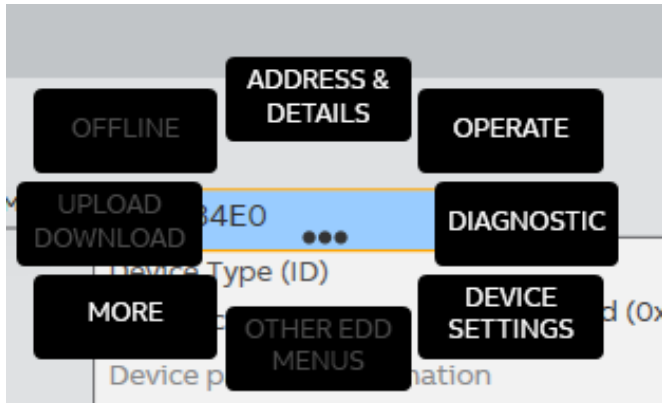 ADDRESS &
DETAILS
OFFLINE
OPERATE
UPLOAD
DOWNLOAD
34E0
DIAGNOSTIC
Device Type (ID)
MORE
DEVICE
SETTINGS
d (0x
OTHER EDD
MENUS
Device p